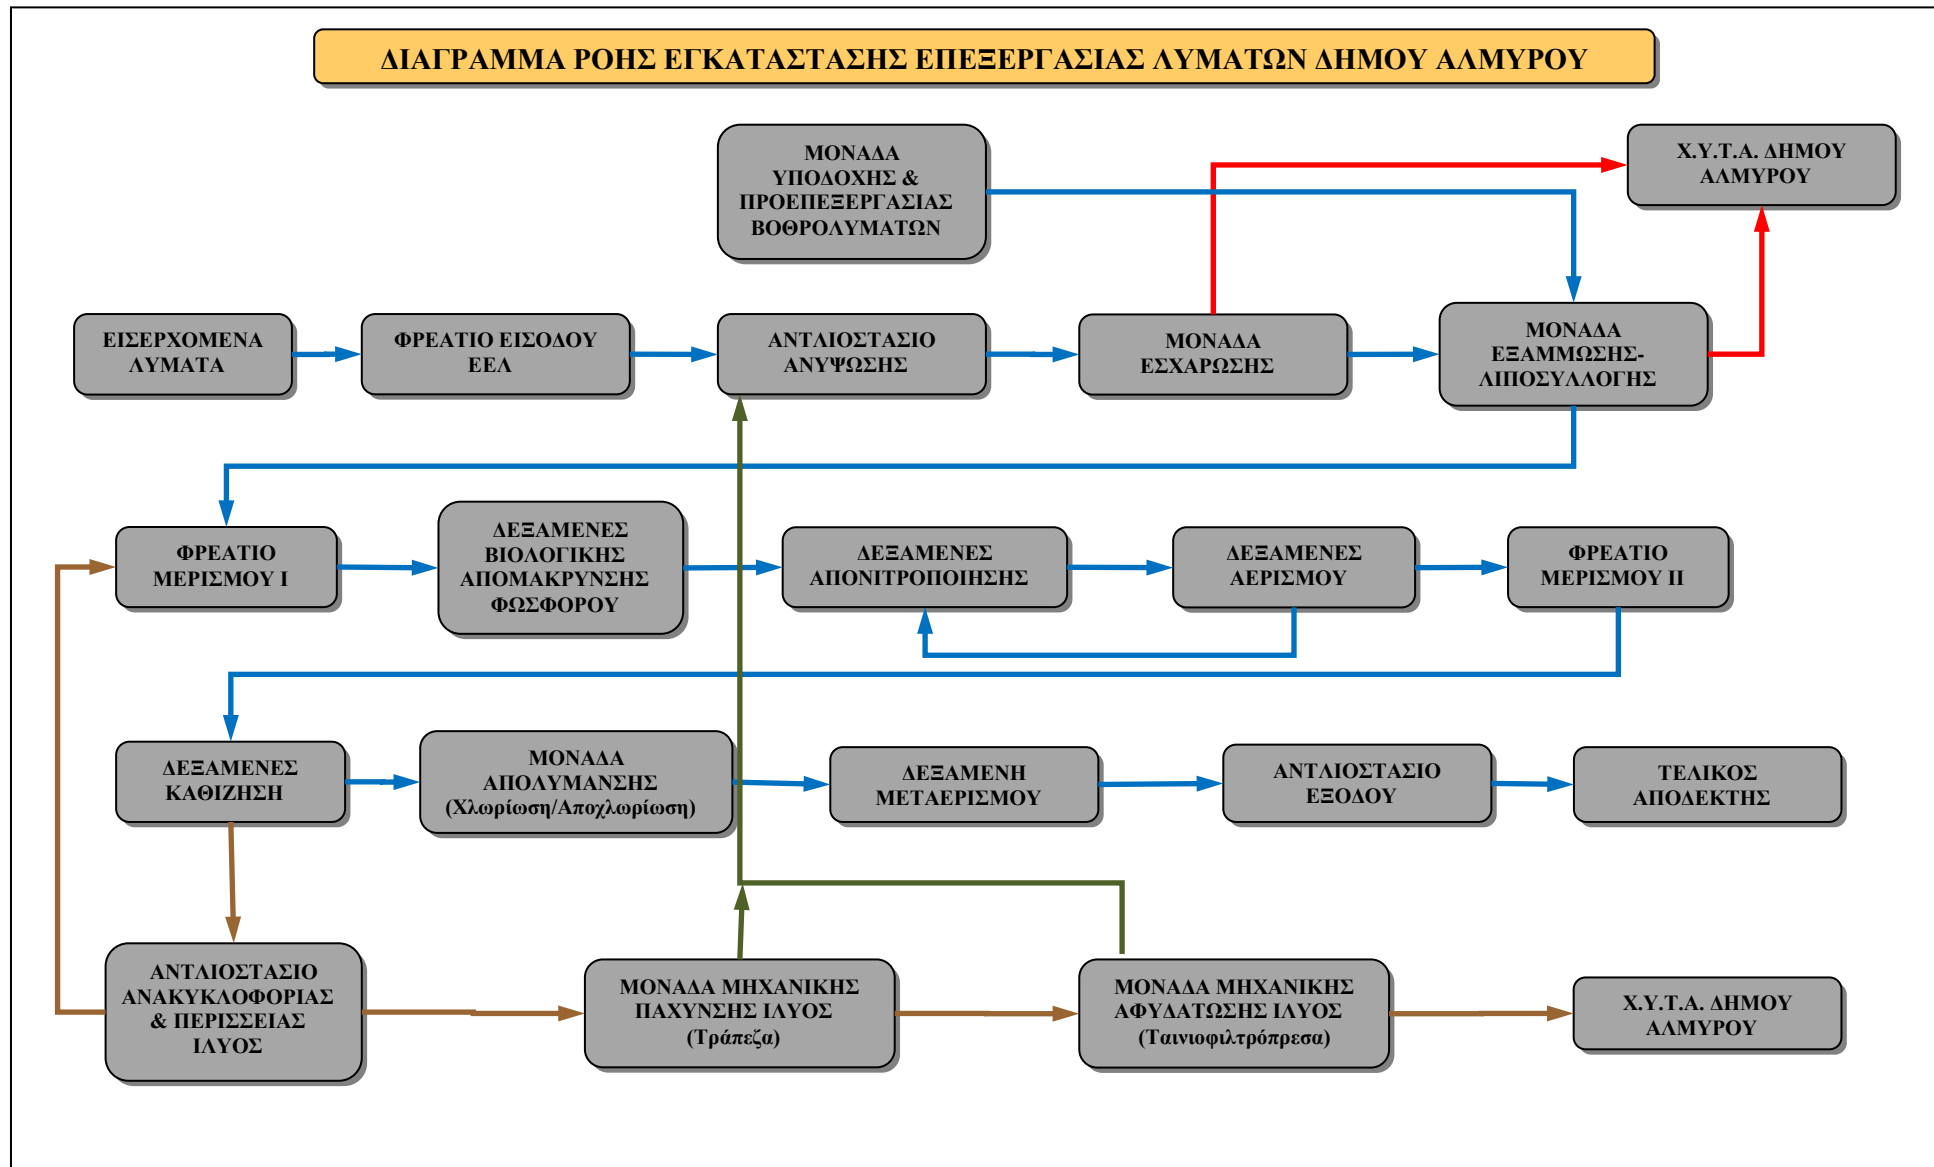 ΔΙΑΓΡΑΜΜΑ ΡΟΗΣ ΕΓΚΑΤΑΣΤΑΣΗΣ ΕΠΕΞΕΡΓΑΣΙΑΣ ΛΥΜΑΤΩΝ ΔΗΜΟΥ ΑΛΜΥΡΟΥ
ΜΟΝΑΔΑ
ΥΠΟΔΟΧΗΣ &
ΠΡΟΕΠΕΞΕΡΓΑΣΙΑΣ
ΒΟΘΡΟΛΥΜΑΤΩΝ
Χ.Υ.Τ.Α. ΔΗΜΟΥ
ΑΛΜΥΡΟΥ
ΕΙΣΕΡΧΟΜΕΝΑ
ΛΥΜΑΤΑ
ΦΡΕΑΤΙΟ ΕΙΣΟΔΟΥ
ΕΕΛ
ΑΝΤΛΙΟΣΤΑΣΙΟ
ΑΝΥΨΩΣΗΣ
ΜΟΝΑΔΑ
ΕΣΧΑΡΩΣΗΣ
ΜΟΝΑΔΑ
ΕΞΑΜΜΩΣΗΣ-
ΛΙΠΟΣΥΛΛΟΓΗΣ
ΦΡΕΑΤΙΟ
ΜΕΡΙΣΜΟΥ Ι
ΔΕΞΑΜΕΝΕΣ
ΒΙΟΛΟΓΙΚΗΣ
ΑΠΟΜΑΚΡΥΝΣΗΣ
ΦΩΣΦΟΡΟΥ
ΔΕΞΑΜΕΝΕΣ
ΑΠΟΝΙΤΡΟΠΟΙΗΣΗΣ
ΔΕΞΑΜΕΝΕΣ
ΑΕΡΙΣΜΟΥ
ΦΡΕΑΤΙΟ
ΜΕΡΙΣΜΟΥ ΙΙ
ΔΕΞΑΜΕΝΕΣ
ΚΑΘΙΖΗΣΗ
ΜΟΝΑΔΑ
ΑΠΟΛΥΜΑΝΣΗΣ
(Χλωρίωση/Αποχλωρίωση)
ΔΕΞΑΜΕΝΗ
ΜΕΤΑΕΡΙΣΜΟΥ
ΑΝΤΛΙΟΣΤΑΣΙΟ
ΕΞΟΔΟΥ
ΤΕΛΙΚΟΣ
ΑΠΟΔΕΚΤΗΣ
ΑΝΤΛΙΟΣΤΑΣΙΟ
ΑΝΑΚΥΚΛΟΦΟΡΙΑΣ
& ΠΕΡΙΣΣΕΙΑΣ
ΙΛΥΟΣ
ΜΟΝΑΔΑ ΜΗΧΑΝΙΚΗΣ
ΠΑΧΥΝΣΗΣ ΙΛΥΟΣ
(Τράπεζα)
ΜΟΝΑΔΑ ΜΗΧΑΝΙΚΗΣ
ΑΦΥΔΑΤΩΣΗΣ ΙΛΥΟΣ
(Ταινιοφιλτρόπρεσα)
Χ.Υ.Τ.Α. ΔΗΜΟΥ
ΑΛΜΥΡΟΥ